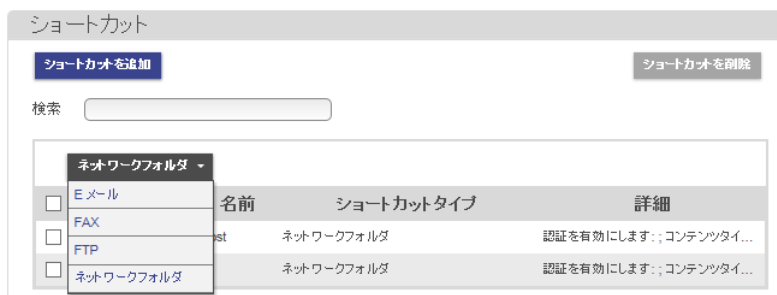 ショートカット
ショートカットを追加 ショートカットを削除
検索
ネットワークフォルダ
名前 ショートカットタイプ 詳細
Eメール
FAX
ost ネットワークフォルダ 認証を有効にします: ; コンテンツタイ...
FTP
ネットワークフォルダ ネットワークフォルダ 認証を有効にします: ; コンテンツタイ...